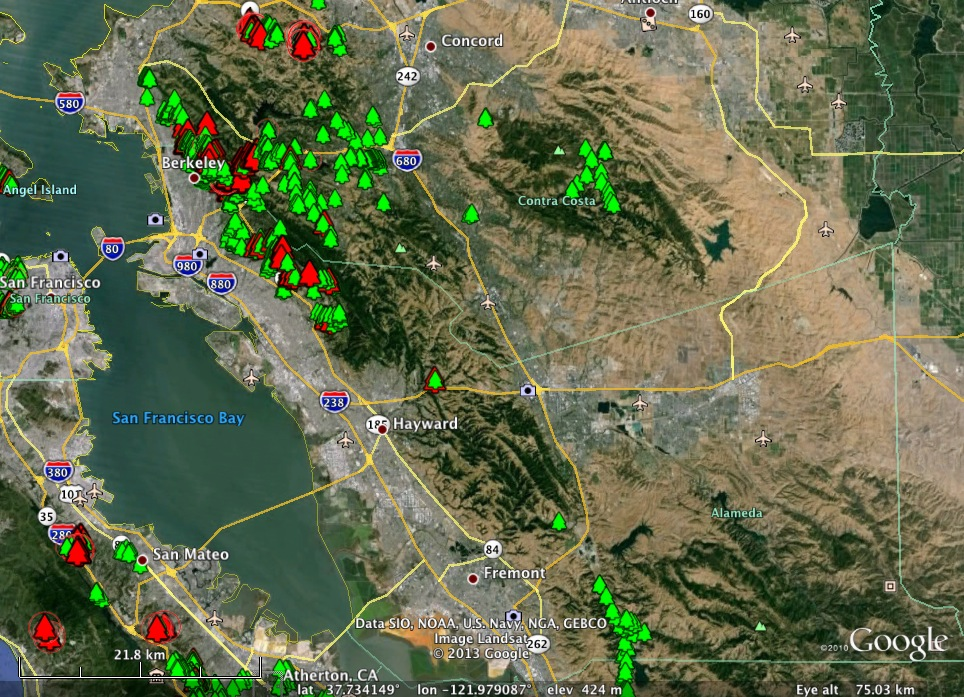 Antioch
160
Concord
242
580
Berkeley
680
Angel Island
Contra Costa
80
980
880
San Francisco
San Francisco
238
San Francisco Bay
185
Hayward
380
101
35
280
Alameda
84
San Mateo
Fremont
Data SIO, NOAA, U.S. Navy, NGA, GEBCO
Image Landsat
262
© 2013 Google
©2010 Google
21.8 km
Atherton, CA
lat 37.734149° lon -121.979087° elev 424 m
Eye alt 75.03 km